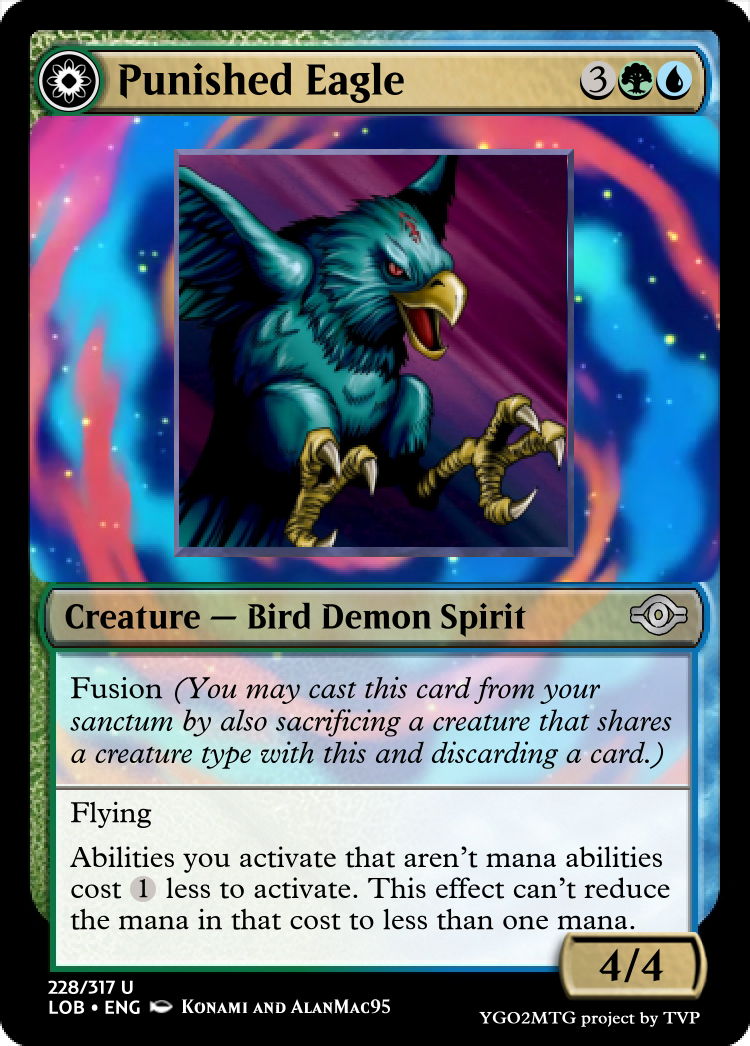 Punished Eagle 3
Creature — Bird Demon Spirit
Fusion (You may cast this card from your
sanctum by also sacrificing a creature that shares
a creature type with this and discarding a card.)
Flying
Abilities you activate that aren't mana abilities
cost 1 less to activate. This effect can't reduce
the mana in that cost to less than one mana.
4/4
228/317 U
LOB • ENG KONAMI AND ALANMAC95
YGO2MTG project by TVP